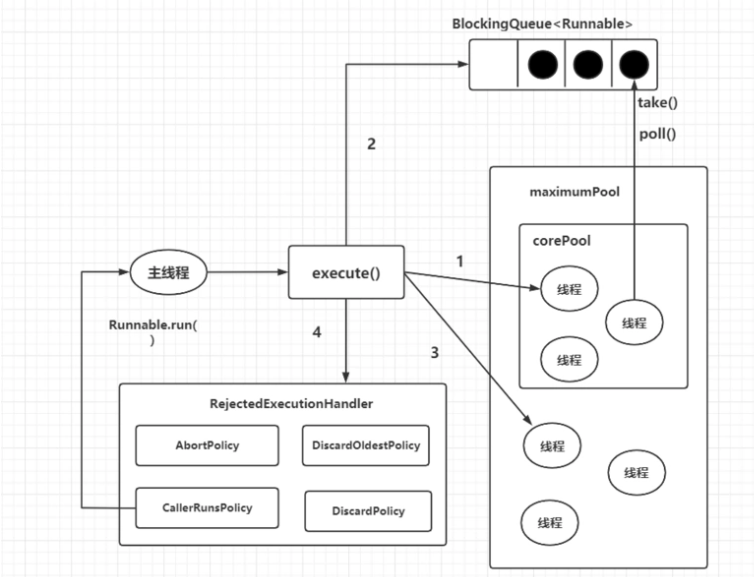 BlockingQueue<Runnable>
take()
poll()
2
maximumPool
corePool
线程
线程
线程
1
主线程
execute()
Runnable.run(
)
4
3
RejectedExecutionHandler
AbortPolicy
DiscardOldestPolicy
CallerRunsPolicy
DiscardPolicy
线程
线程
线程